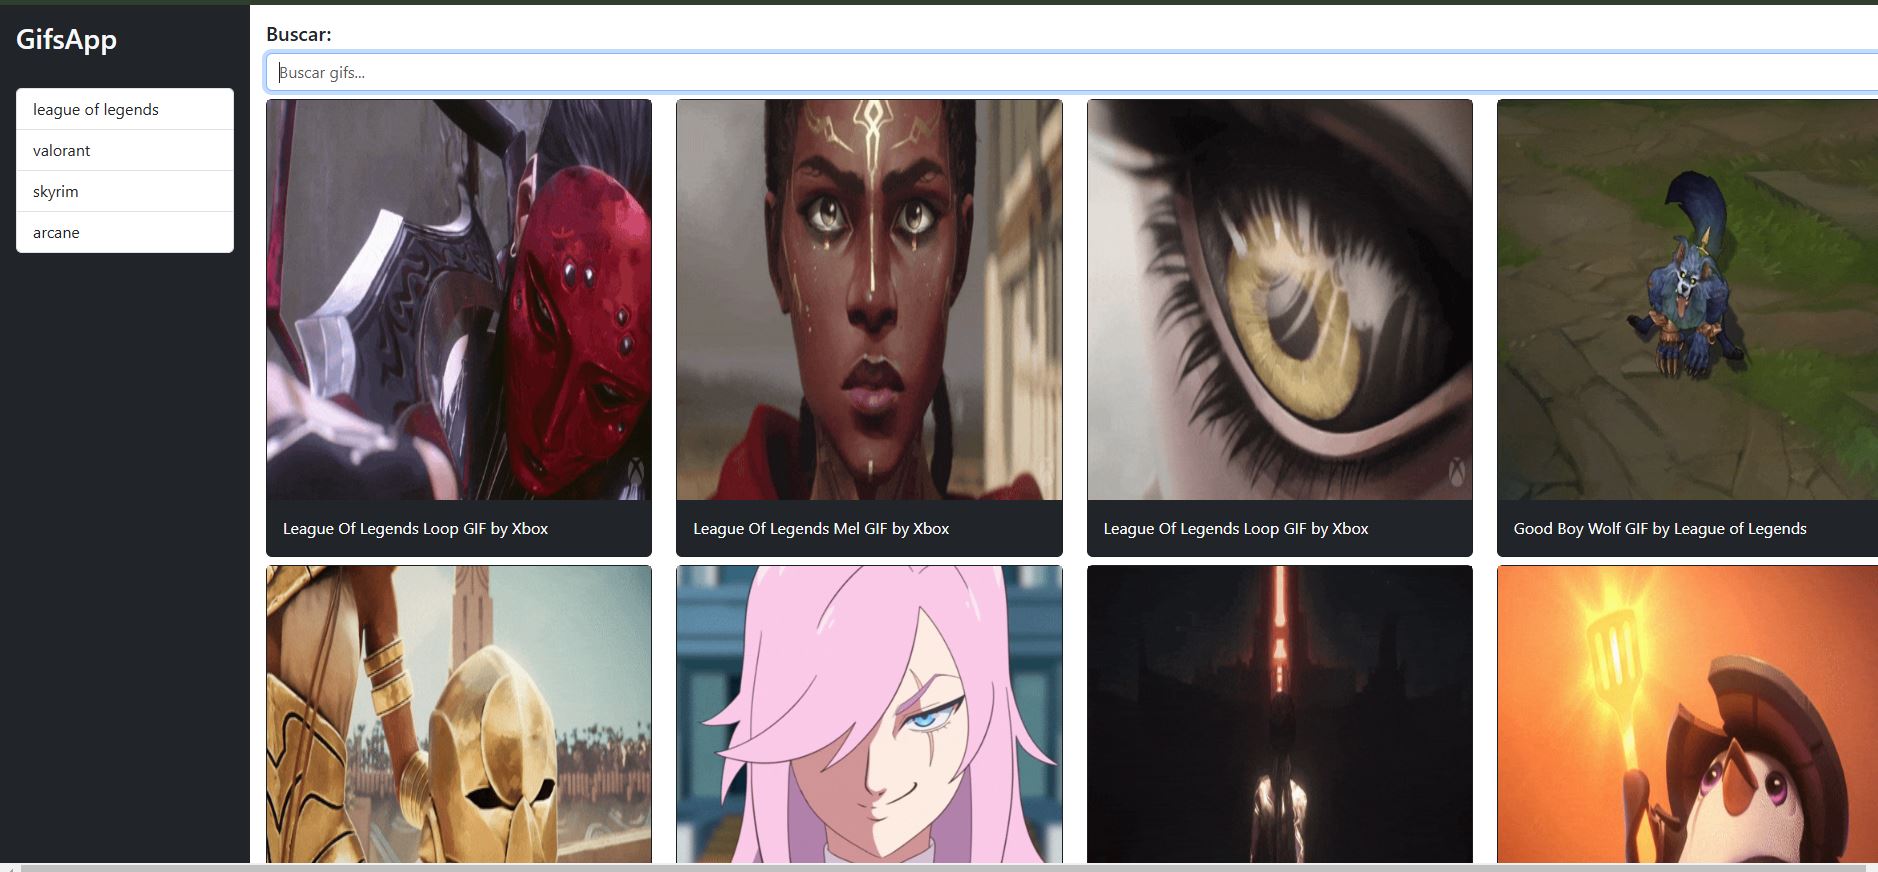 GifsApp
league of legends
valorant
skyrim
arcane
Buscar:
Buscar gifs...
League Of Legends Loop GIF by Xbox
League Of Legends Mel GIF by Xbox
League Of Legends Loop GIF by Xbox
Good Boy Wolf GIF by League of Legends